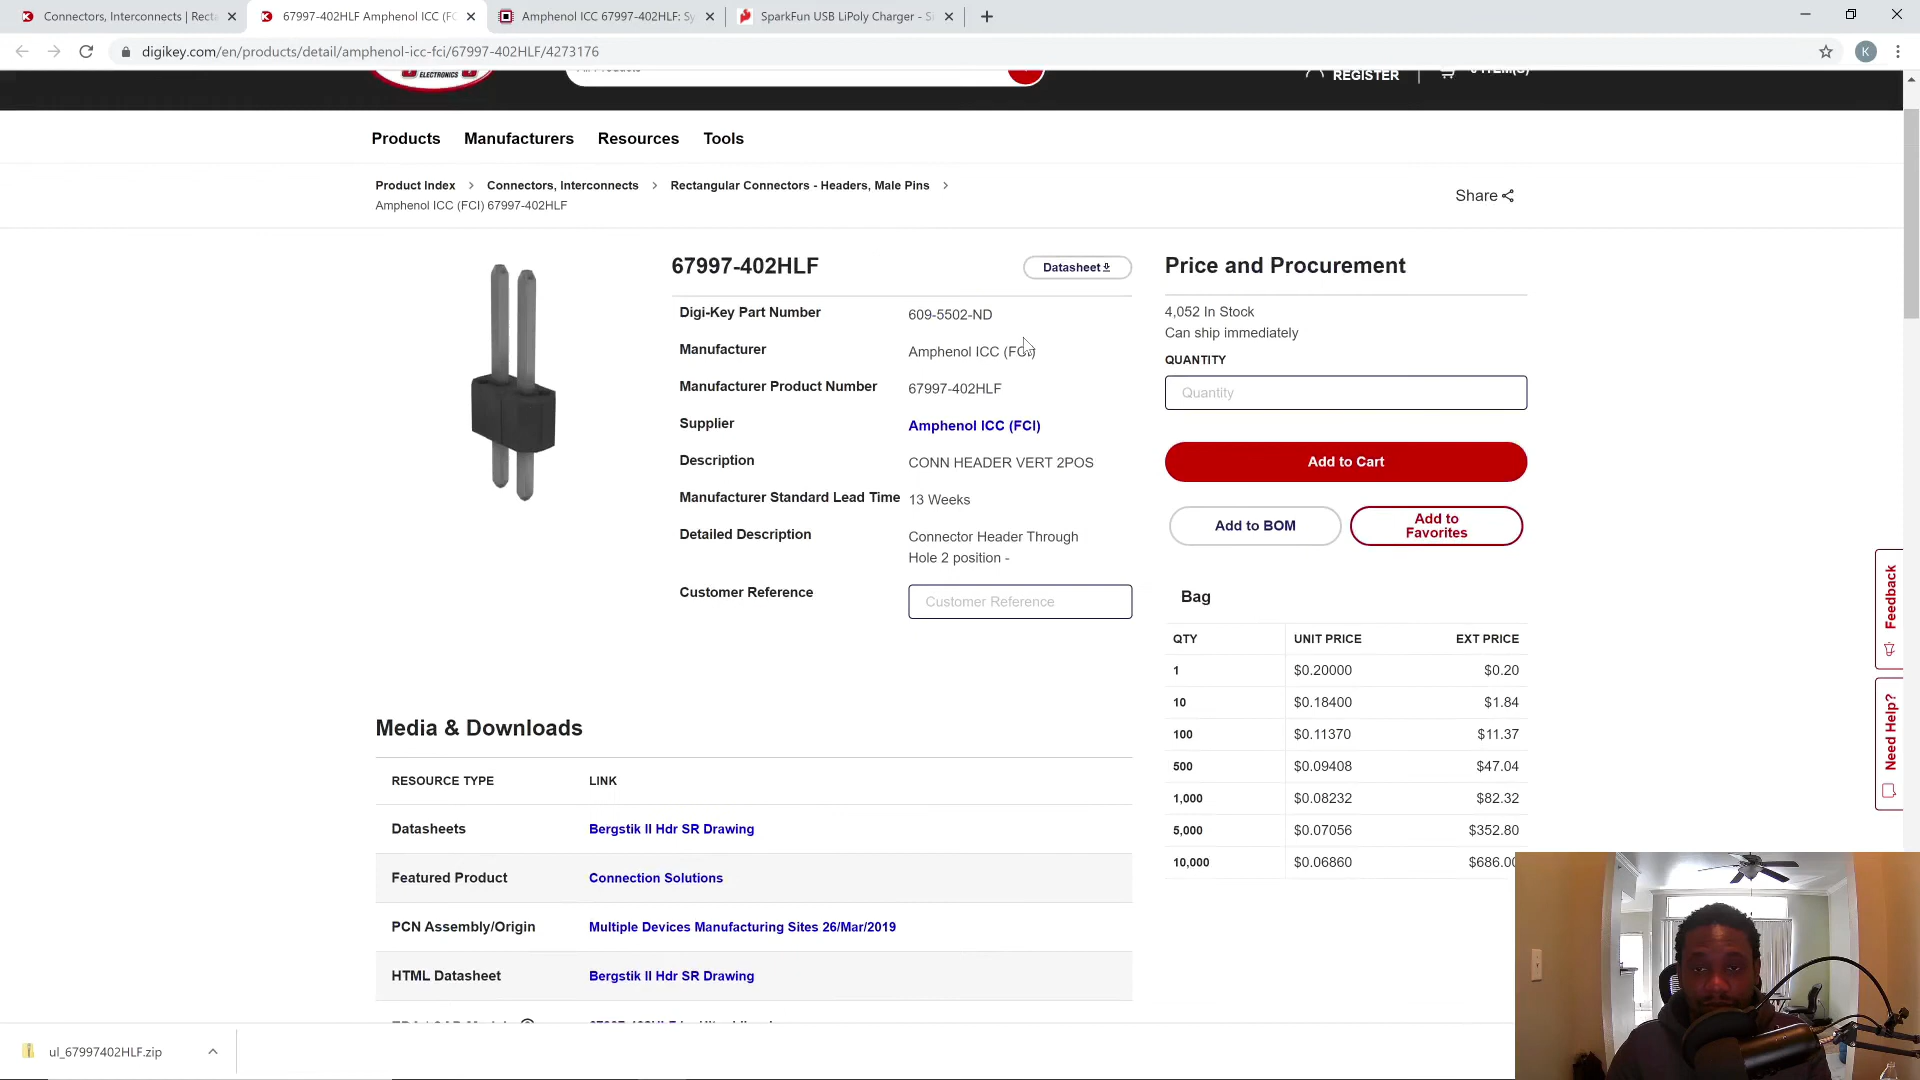 Connectors, Interconnects | Recta
67997-402HLF Amphenol ICC (FC
Amphenol ICC 67997-402HLF: Sy
SparkFun USB LiPoly Charger - Si
digikey.com/en/products/detail/amphenol-icc-fci/67997-402HLF/4273176
K
ELECTRONICS
REGISTER
Products
Manufacturers
Resources
Tools
Product Index > Connectors, Interconnects > Rectangular Connectors - Headers, Male Pins >
Amphenol ICC (FCI) 67997-402HLF
Share
67997-402HLF
Datasheet
Digi-Key Part Number 609-5502-ND
Manufacturer Amphenol ICC (FCI)
Manufacturer Product Number 67997-402HLF
Supplier Amphenol ICC (FCI)
Description CONN HEADER VERT 2POS
Manufacturer Standard Lead Time 13 Weeks
Detailed Description Connector Header Through
Hole 2 position -
Customer Reference Customer Reference
Price and Procurement
4,052 In Stock
Can ship immediately
QUANTITY
Quantity
Add to Cart
Add to BOM
Add to
Favorites
Bag
QTY UNIT PRICE EXT PRICE
1 $0.20000 $0.20
10 $0.18400 $1.84
100 $0.11370 $11.37
500 $0.09408 $47.04
1,000 $0.08232 $82.32
5,000 $0.07056 $352.80
10,000 $0.06860 $686.00
Media & Downloads
RESOURCE TYPE LINK
Datasheets Bergstik II Hdr SR Drawing
Featured Product Connection Solutions
PCN Assembly/Origin Multiple Devices Manufacturing Sites 26/Mar/2019
HTML Datasheet Bergstik II Hdr SR Drawing
Feedback
Need Help?
ul_67997402HLF.zip